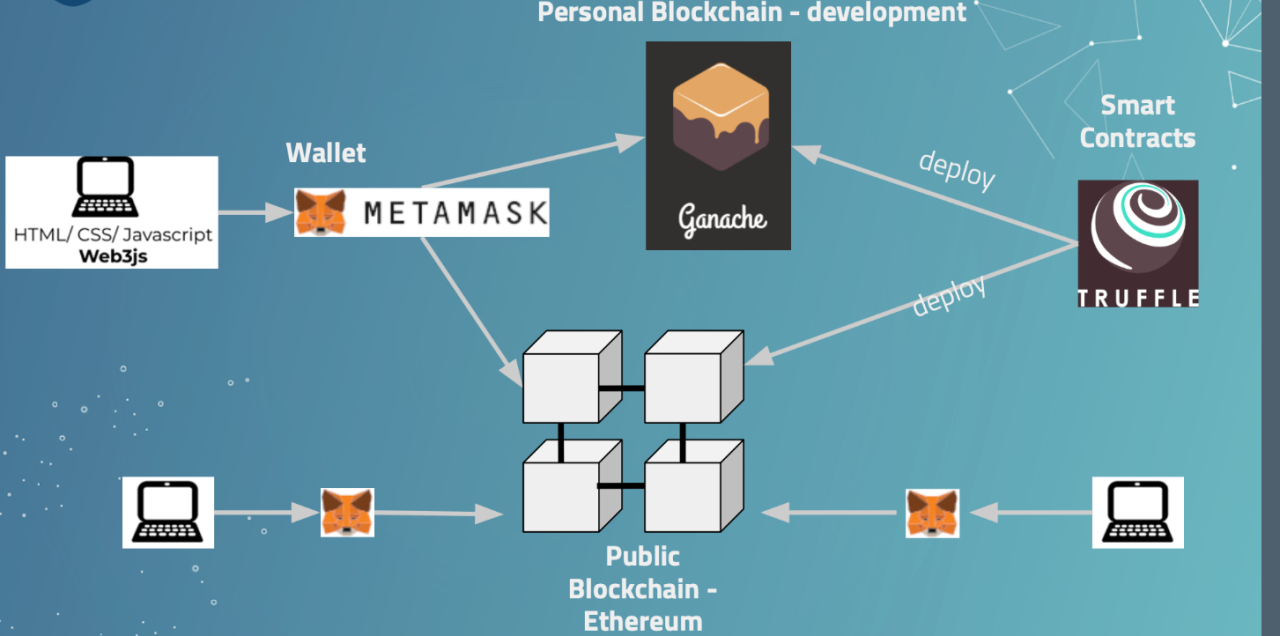 Personal Blockchain - development
Smart
Contracts
Wallet
deploy
METAMASK
HTML/ CSS/ Javascript
Web3js
Ganache
TRUFFLE
deploy
Public
Blockchain -
Ethereum